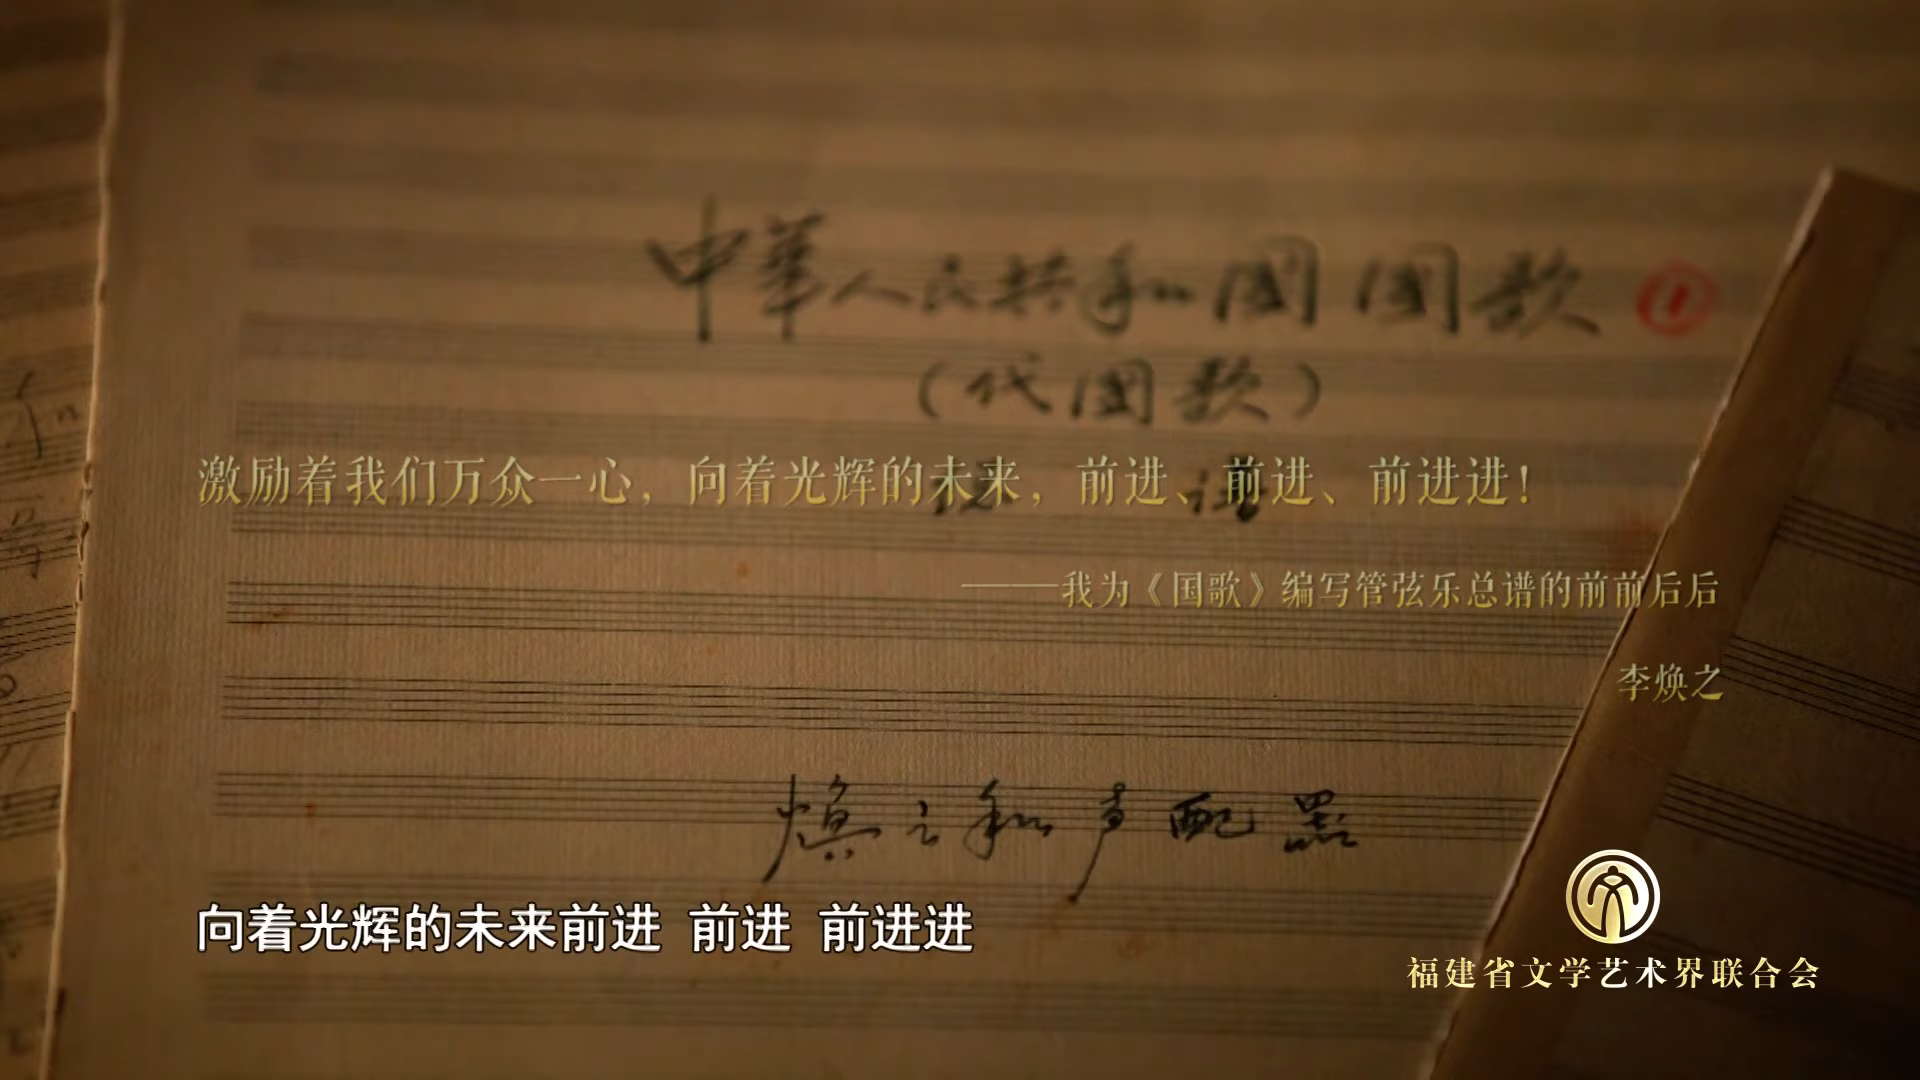 中華人民共和国国歌 1
（代国歌）
激励着我们万众一心，向着光辉的未来，前进、前进、前进进！
——我为《国歌》编写管弦乐总谱的前前后后
李焕之
焕之和声配器
向着光辉的未来前进 前进 前进进
福建省文学艺术界联合会